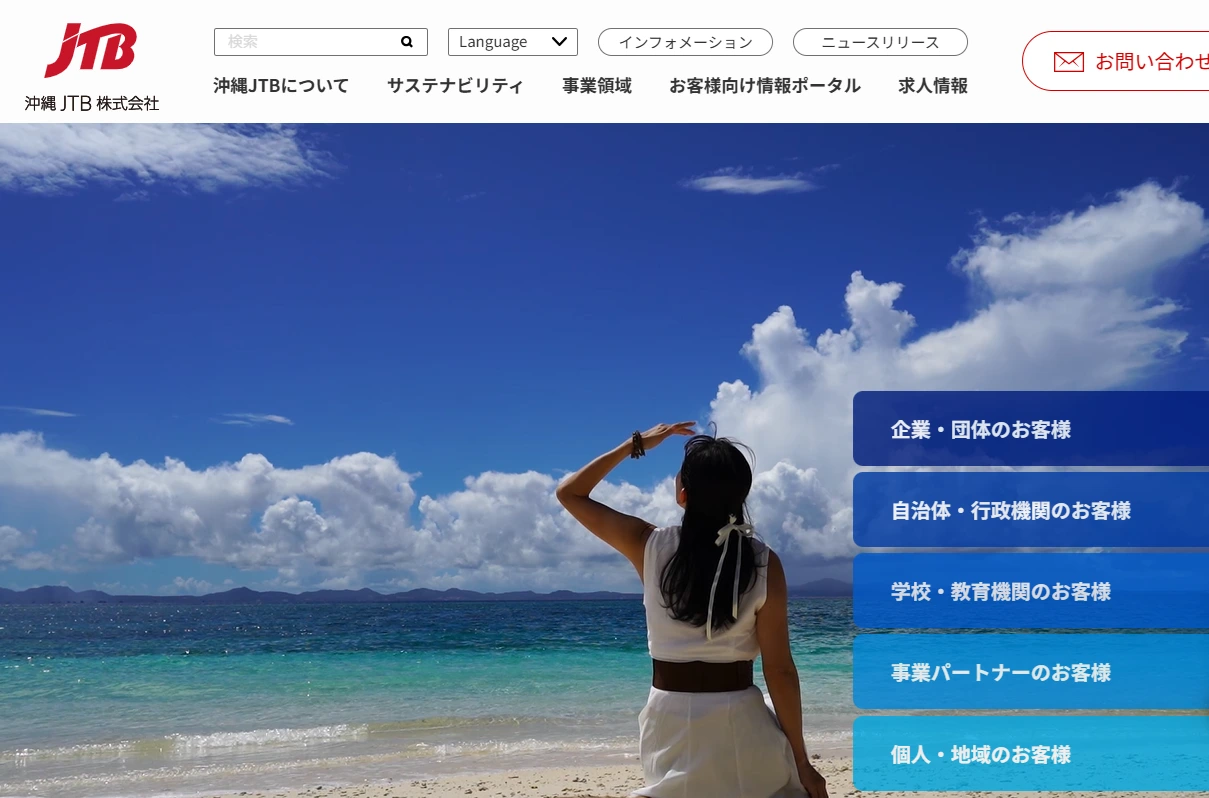 JTB
沖縄 JTB 株式会社
検索
Language
インフォメーション
ニュースリリース
沖縄JTBについて
サステナビリティ
事業領域
お客様向け情報ポータル
求人情報
お問い合わせ
企業・団体のお客様
自治体・行政機関のお客様
学校・教育機関のお客様
事業パートナーのお客様
個人・地域のお客様